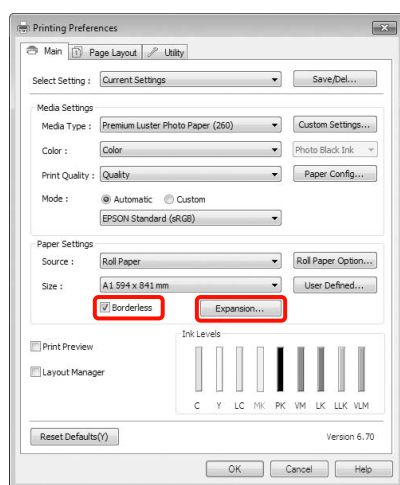 Printing Preferences
Main Page Layout Utility
Select Setting : Current Settings Save/Del...
Media Settings
Media Type : Premium Luster Photo Paper (260) Custom Settings...
Color : Color Photo Black Ink
Print Quality : Quality Paper Config...
Mode : Automatic Custom
EPSON Standard (sRGB)
Paper Settings
Source : Roll Paper Roll Paper Option...
Size : A1 594 x 841 mm User Defined...
Borderless Expansion...
Print Preview
Layout Manager
Ink Levels
C Y LC MK PK VM LK LLK VLM
Reset Defaults(Y) Version 6.70
OK Cancel Help